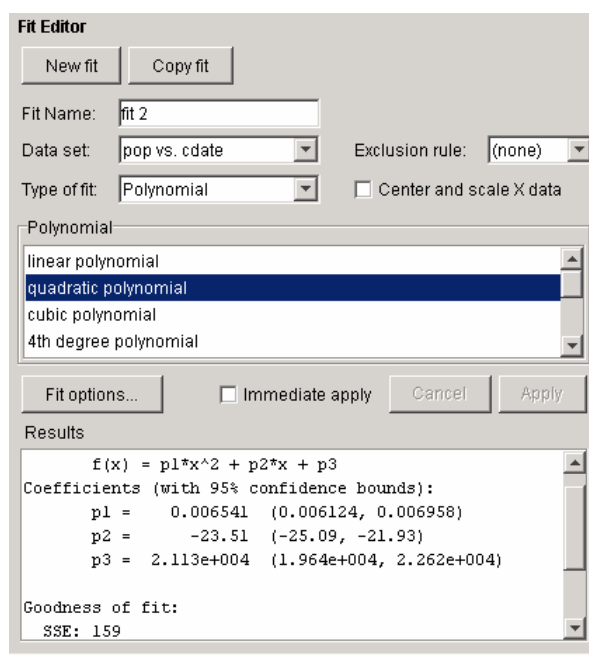 Fit Editor
New fit Copy fit
Fit Name: fit 2
Data set: pop vs. cdate Exclusion rule: (none)
Type of fit: Polynomial Center and scale X data
Polynomial
linear polynomial
quadratic polynomial
cubic polynomial
4th degree polynomial
Fit options... Immediate apply Cancel Apply
Results
f(x) = p1*x^2 + p2*x + p3
Coefficients (with 95% confidence bounds):
p1 = 0.006541 (0.006124, 0.006958)
p2 = -23.51 (-25.09, -21.93)
p3 = 2.113e+004 (1.964e+004, 2.262e+004)
Goodness of fit:
SSE: 159